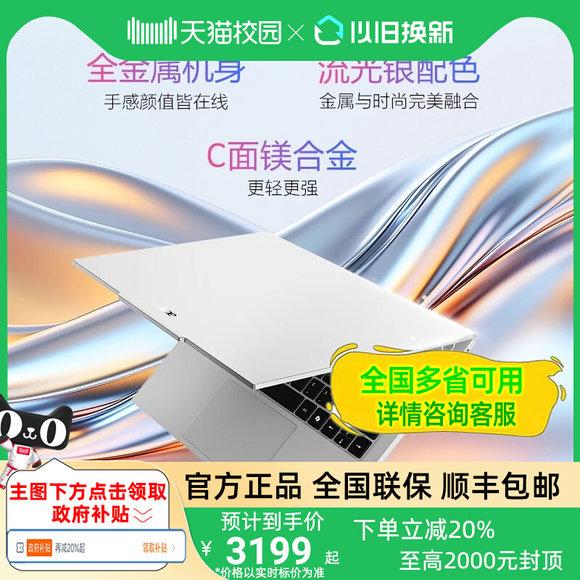 天猫校园 × 以旧换新
全金属机身
手感颜值皆在线
流光银配色
金属与时尚完美融合
C面镁合金
更轻更强
全国多省可用
详情咨询客服
主图下方点击领取
政府补贴
政府补贴 再减20%起 领取补贴 >
官方正品 全国联保 顺丰包邮
预计到手价
¥ 3199 起
*价格以实时标价为准
下单立减20%
至高2000元封顶